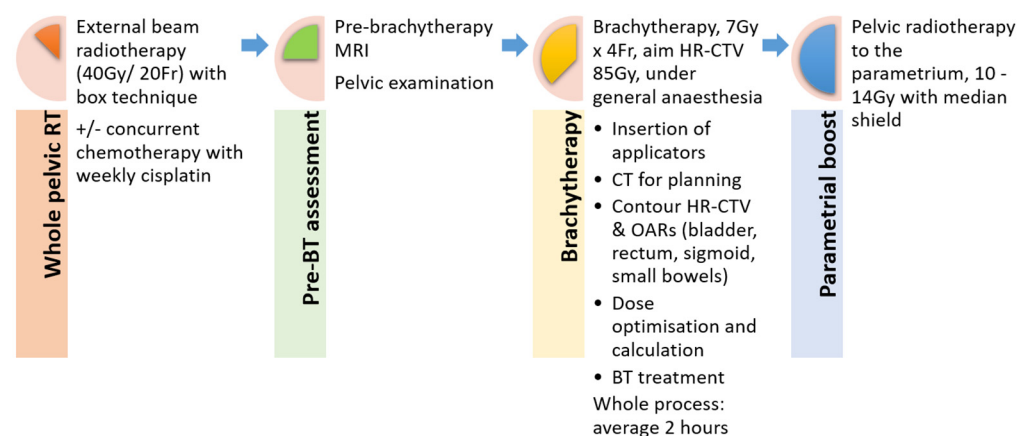 Whole pelvic RT
External beam
radiotherapy
(40Gy/ 20Fr) with
box technique
+/- concurrent
chemotherapy with
weekly cisplatin
Pre-BT assessment
Pre-brachytherapy
MRI
Pelvic examination
Brachytherapy
Brachytherapy, 7Gy
x 4Fr, aim HR-CTV
85Gy, under
general anaesthesia
• Insertion of
applicators
• CT for planning
• Contour HR-CTV
& OARs (bladder,
rectum, sigmoid,
small bowels)
• Dose
optimisation and
calculation
• BT treatment
Whole process:
average 2 hours
Parametrial boost
Pelvic radiotherapy
to the
parametrium, 10 -
14Gy with median
shield